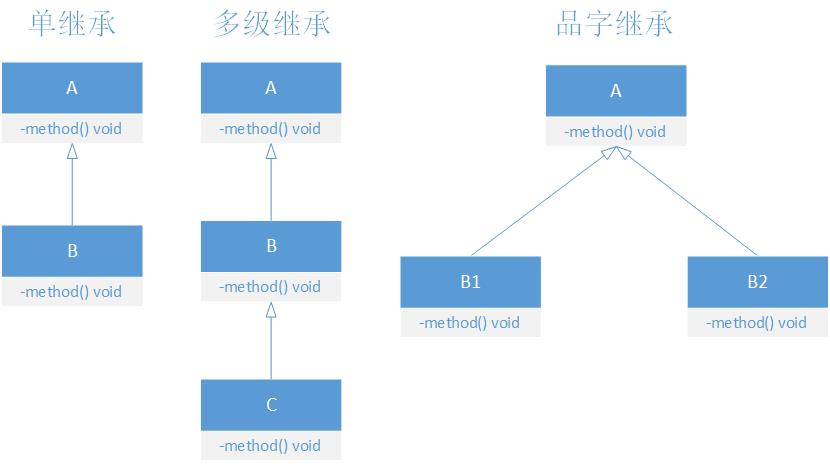 单继承
多级继承
品字继承
A
-method() void
B
-method() void
A
-method() void
B
-method() void
C
-method() void
A
-method() void
B1
-method() void
B2
-method() void